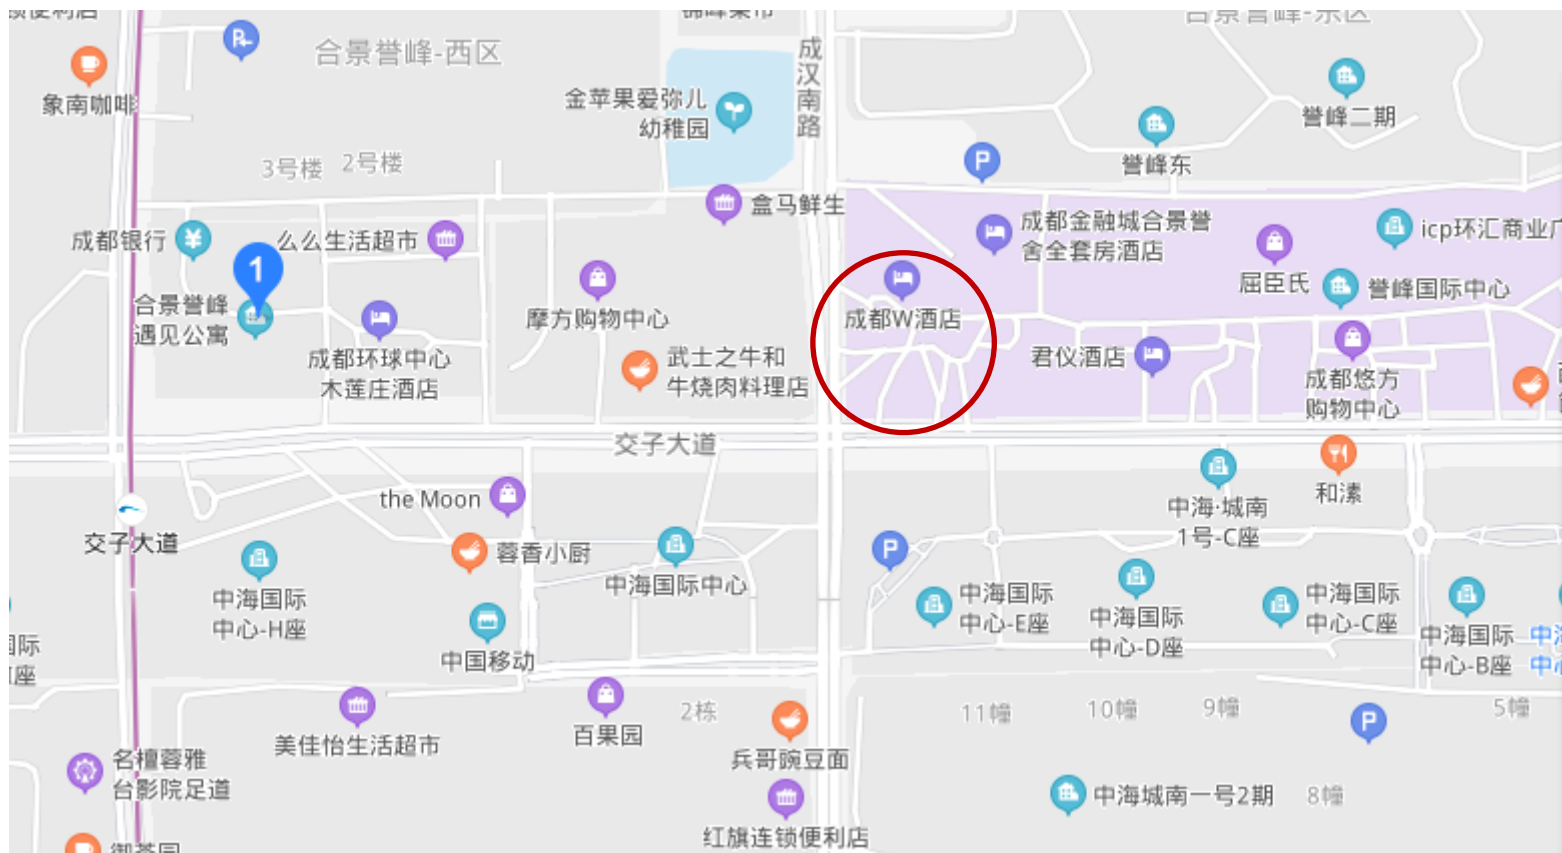 合景誉峰-西区
象南咖啡
金苹果爱弥儿
幼稚园
成汉南路
誉峰二期
誉峰东
3号楼
2号楼
盒马鲜生
成都银行
么么生活超市
成都金融城合景誉
舍全套房酒店
屈臣氏
icp环汇商业广
1
合景誉峰
遇见公寓
摩方购物中心
成都W酒店
誉峰国际中心
成都环球中心
木莲庄酒店
武士之牛和
牛烧肉料理店
君仪酒店
成都悠方
购物中心
交子大道
the Moon
和溸
中海·城南
1号-C座
交子大道
蓉香小厨
中海国际中心
中海国际
中心-H座
中海国际
中心-E座
中海国际
中心-D座
中海国际
中心-C座
中海国际
中心-B座
中国移动
百果园
2栋
11幢
10幢
9幢
5幢
美佳怡生活超市
兵哥豌豆面
名檀蓉雅
台影院足道
中海城南一号2期
8幢
红旗连锁便利店